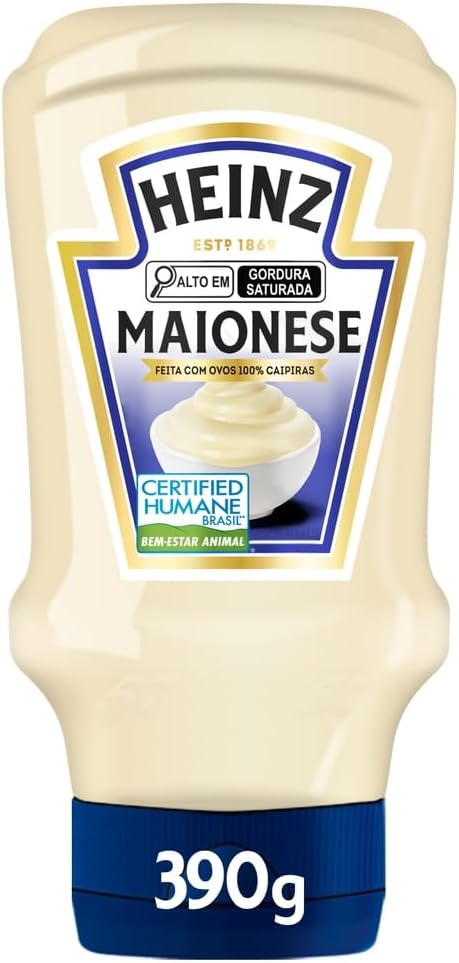 HEINZ
ESTD 1869
ALTO EM
GORDURA
SATURADA
MAIONESE
FEITA COM OVOS 100% CAIPIRAS
CERTIFIED
HUMANE
BRASIL
BEM-ESTAR ANIMAL
390g